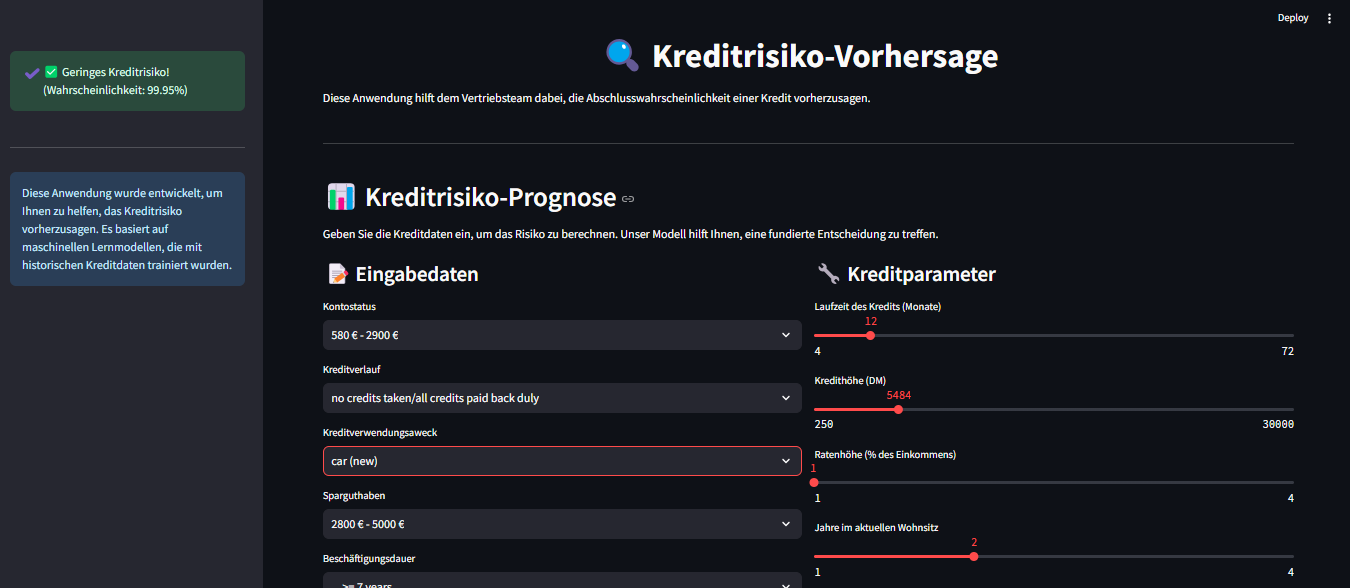 Deploy
Geringes Kreditrisiko!
(Wahrscheinlichkeit: 99.95%)
Diese Anwendung wurde entwickelt, um
Ihnen zu helfen, das Kreditrisiko
vorherzusagen. Es basiert auf
maschinellen Lernmodellen, die mit
historischen Kreditdaten trainiert wurden.
Kreditrisiko-Vorhersage
Diese Anwendung hilft dem Vertriebsteam dabei, die Abschlusswahrscheinlichkeit einer Kredit vorherzusagen.
Kreditrisiko-Prognose
Geben Sie die Kreditdaten ein, um das Risiko zu berechnen. Unser Modell hilft Ihnen, eine fundierte Entscheidung zu treffen.
Eingabedaten
Kontostatus
580 € - 2900 €
Kreditverlauf
no credits taken/all credits paid back duly
Kreditverwendungsaweck
car (new)
Sparguthaben
2800 € - 5000 €
Beschäftigungsdauer
.. >= 7 years
Kreditparameter
Laufzeit des Kredits (Monate)
12
4 72
Kredithöhe (DM)
5484
250 30000
Ratenhöhe (% des Einkommens)
1
1 4
Jahre im aktuellen Wohnsitz
2
1 4